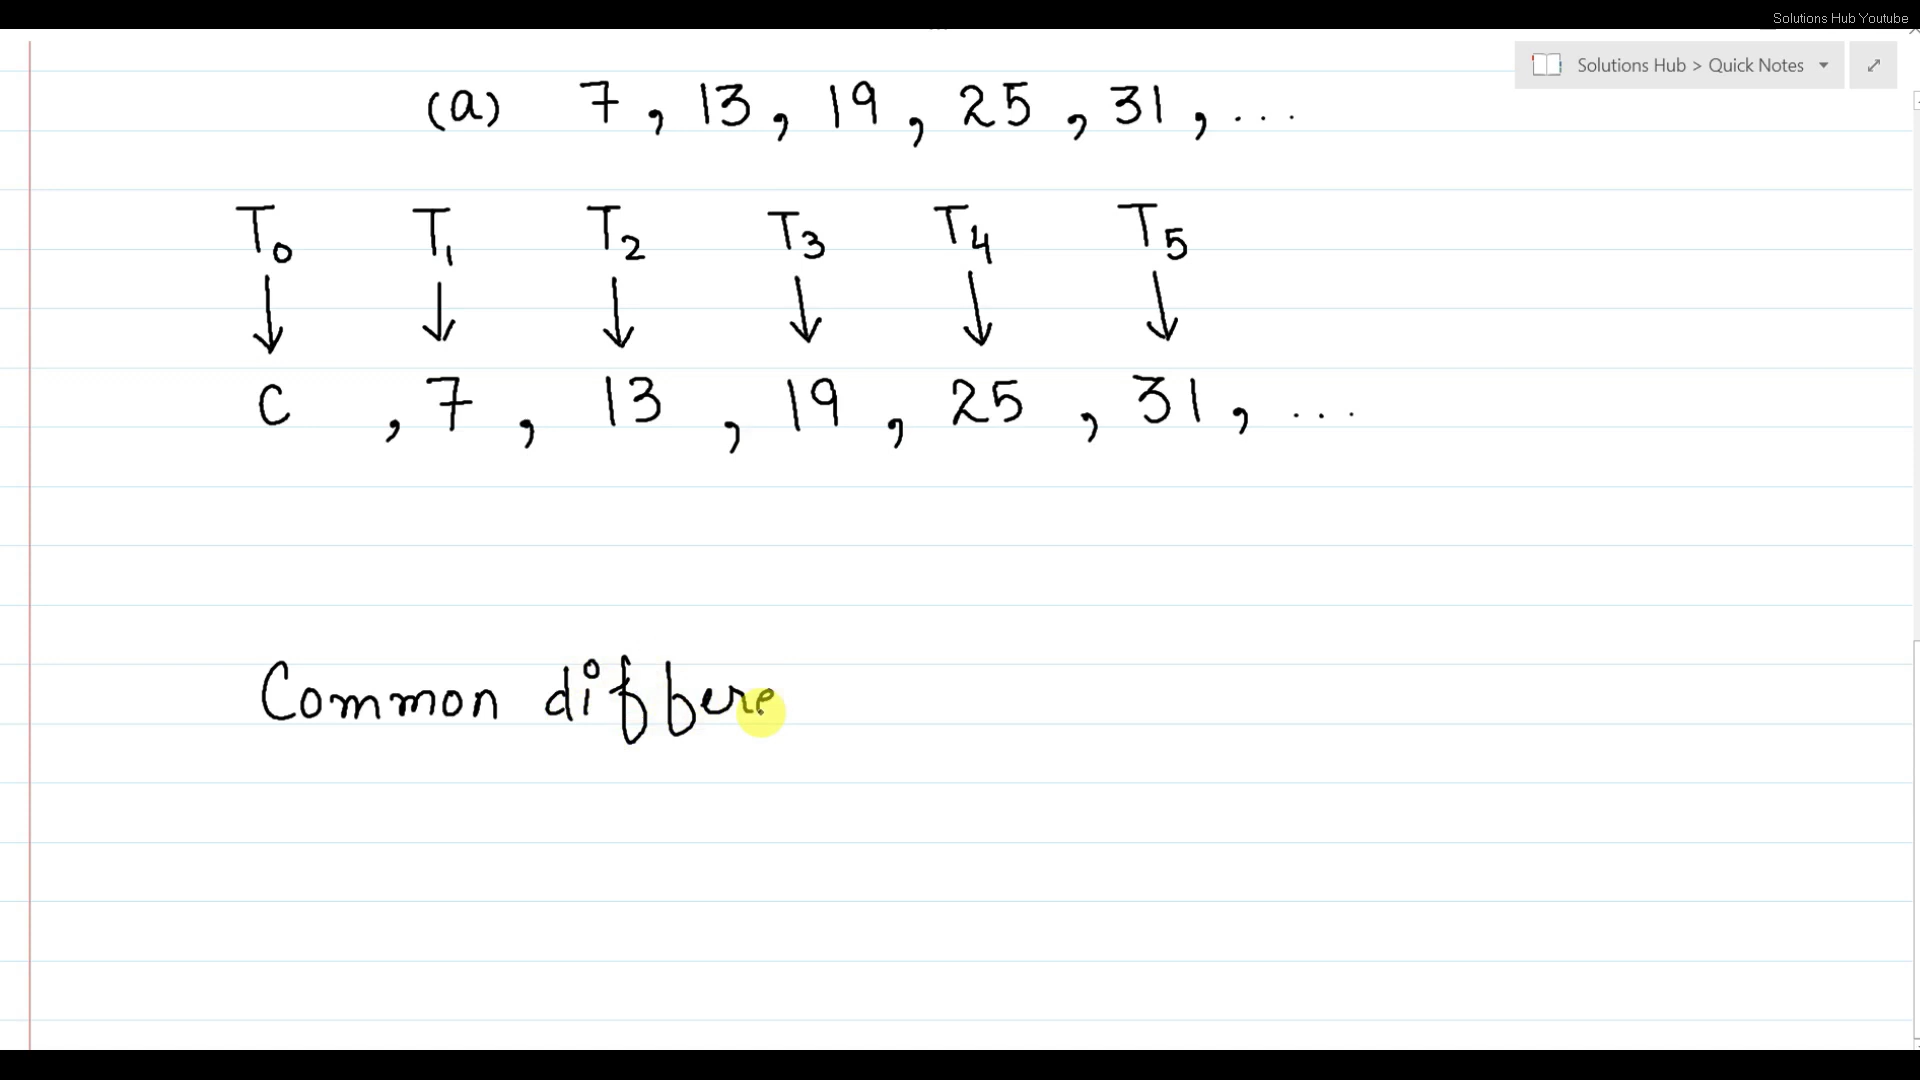 Solutions Hub Youtube
Solutions Hub > Quick Notes
(a) 7, 13, 19, 25, 31, ...
T₀ T₁ T₂ T₃ T₄ T₅
↓ ↓ ↓ ↓ ↓ ↓
C , 7, 13, 19, 25, 31, ...
Common differe